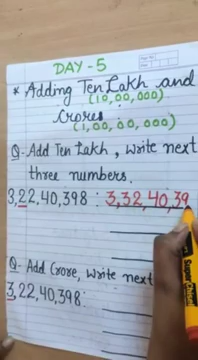 DAY - 5
* Adding Ten Lakh and
(10,00,000)
Crores :
(1,00,00,000)
Q - Add Ten Lakh, Write next
three numbers.
3,22,40,398 : 3,32,40,39
Q - Add Crore, Write next
3,22,40,398: